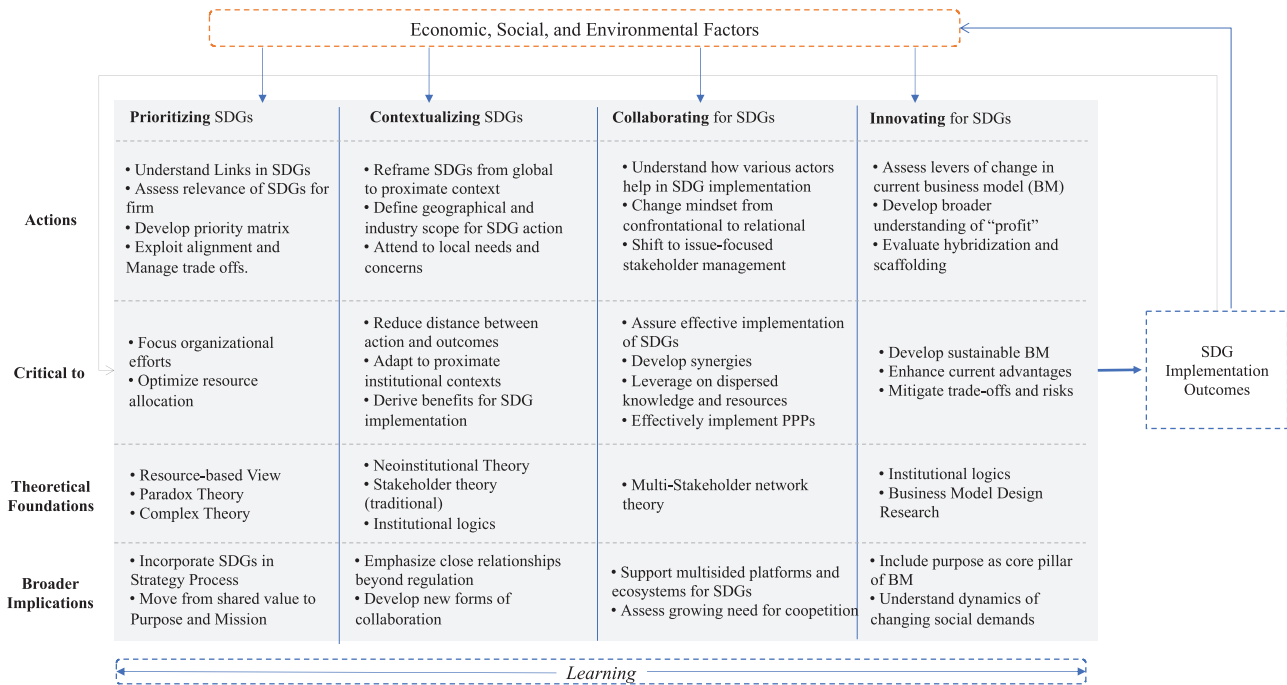 Economic, Social, and Environmental Factors
Prioritizing SDGs
Contextualizing SDGs
Collaborating for SDGs
Innovating for SDGs
Actions
• Understand Links in SDGs
• Assess relevance of SDGs for
firm
• Develop priority matrix
• Exploit alignment and
Manage trade offs.
• Reframe SDGs from global
to proximate context
• Define geographical and
industry scope for SDG action
• Attend to local needs and
concerns
• Understand how various actors
help in SDG implementation
• Change mindset from
confrontational to relational
• Shift to issue-focused
stakeholder management
• Assess levers of change in
current business model (BM)
• Develop broader
understanding of “profit”
• Evaluate hybridization and
scaffolding
Critical to
• Focus organizational
efforts
• Optimize resource
allocation
• Reduce distance between
action and outcomes
• Adapt to proximate
institutional contexts
• Derive benefits for SDG
implementation
• Assure effective implementation
of SDGs
• Develop synergies
• Leverage on dispersed
knowledge and resources
• Effectively implement PPPs
• Develop sustainable BM
• Enhance current advantages
• Mitigate trade-offs and risks
SDG
Implementation
Outcomes
Theoretical
Foundations
• Resource-based View
• Paradox Theory
• Complex Theory
• Neoinstitutional Theory
• Stakeholder theory
(traditional)
• Institutional logics
• Multi-Stakeholder network
theory
• Institutional logics
• Business Model Design
Research
Broader
Implications
• Incorporate SDGs in
Strategy Process
• Move from shared value to
Purpose and Mission
• Emphasize close relationships
beyond regulation
• Develop new forms of
collaboration
• Support multisided platforms and
ecosystems for SDGs
• Assess growing need for coopetition
• Include purpose as core pillar
of BM
• Understand dynamics of
changing social demands
Learning